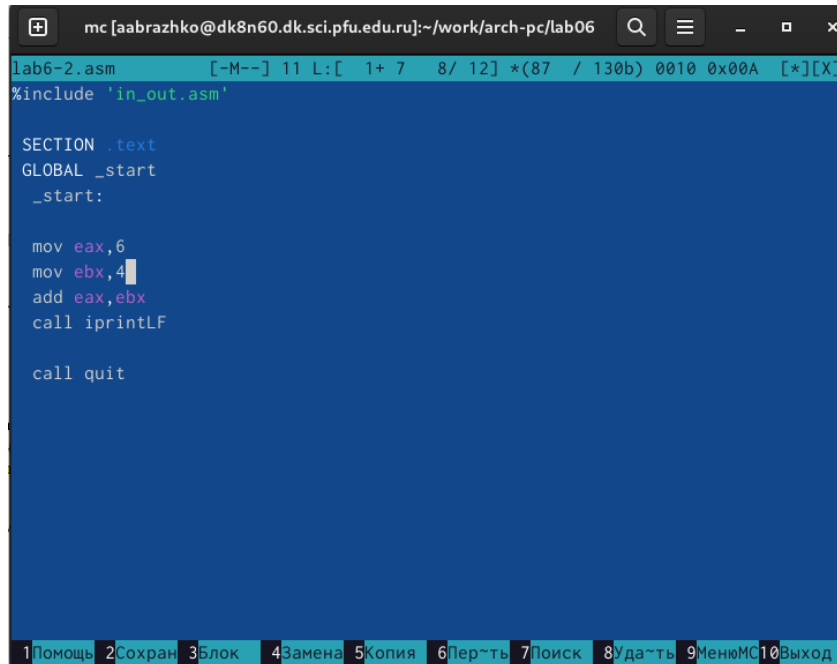 mc [aabrazhko@dk8n60.dk.sci.pfu.edu.ru]:~/work/arch-pc/lab06
lab6-2.asm [-M--] 11 L:[ 1+ 7 8/ 12] *(87 / 130b) 0010 0x00A [*][X]
%include 'in_out.asm'
SECTION .text
GLOBAL _start
_start:
mov eax,6
mov ebx,4
add eax,ebx
call iprintLF
call quit
1Помощь 2Сохран 3Блок 4Замена 5Копия 6Пер~ть 7Поиск 8Уда~ть 9МенюМС 10Выход